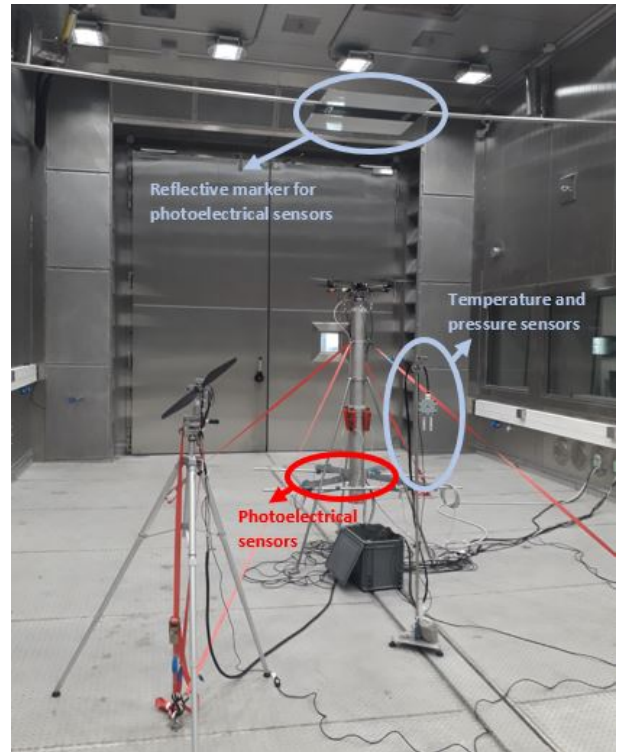 Reflective marker for
photoelectrical sensors
Temperature and
pressure sensors
Photoelectrical
sensors